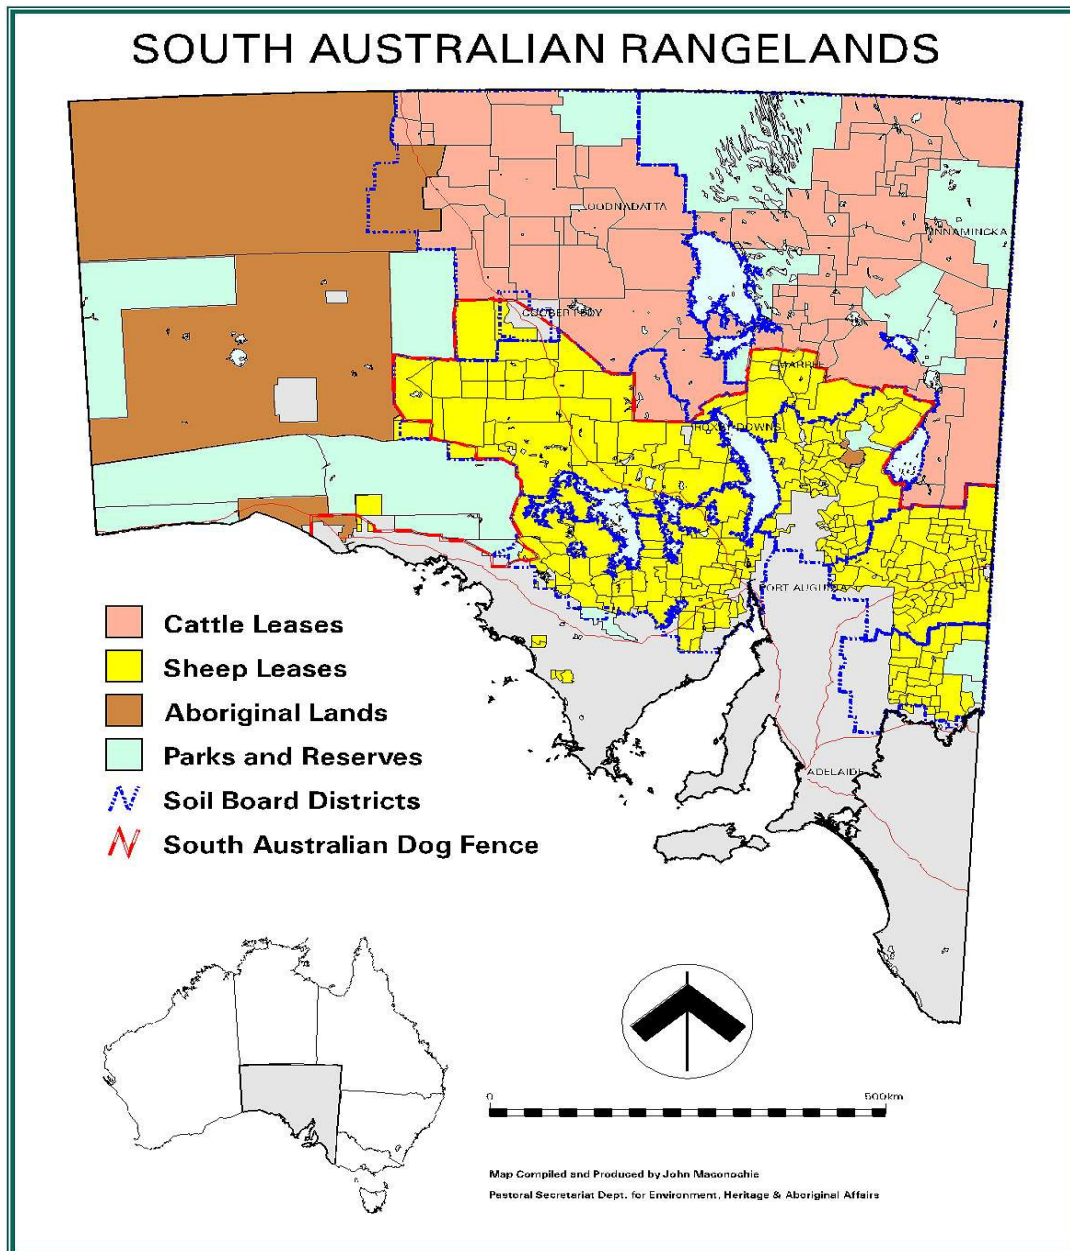 SOUTH AUSTRALIAN RANGELANDS
OODNADATTA
INNAMINCKA
COOBER PEDY
MARREE
ROXBY DOWNS
PORT AUGUSTA
ADELAIDE
Cattle Leases
Sheep Leases
Aboriginal Lands
Parks and Reserves
Soil Board Districts
South Australian Dog Fence
0
500km
Map Compiled and Produced by John Maconochie
Pastoral Secretariat Dept. for Environment, Heritage & Aboriginal Affairs